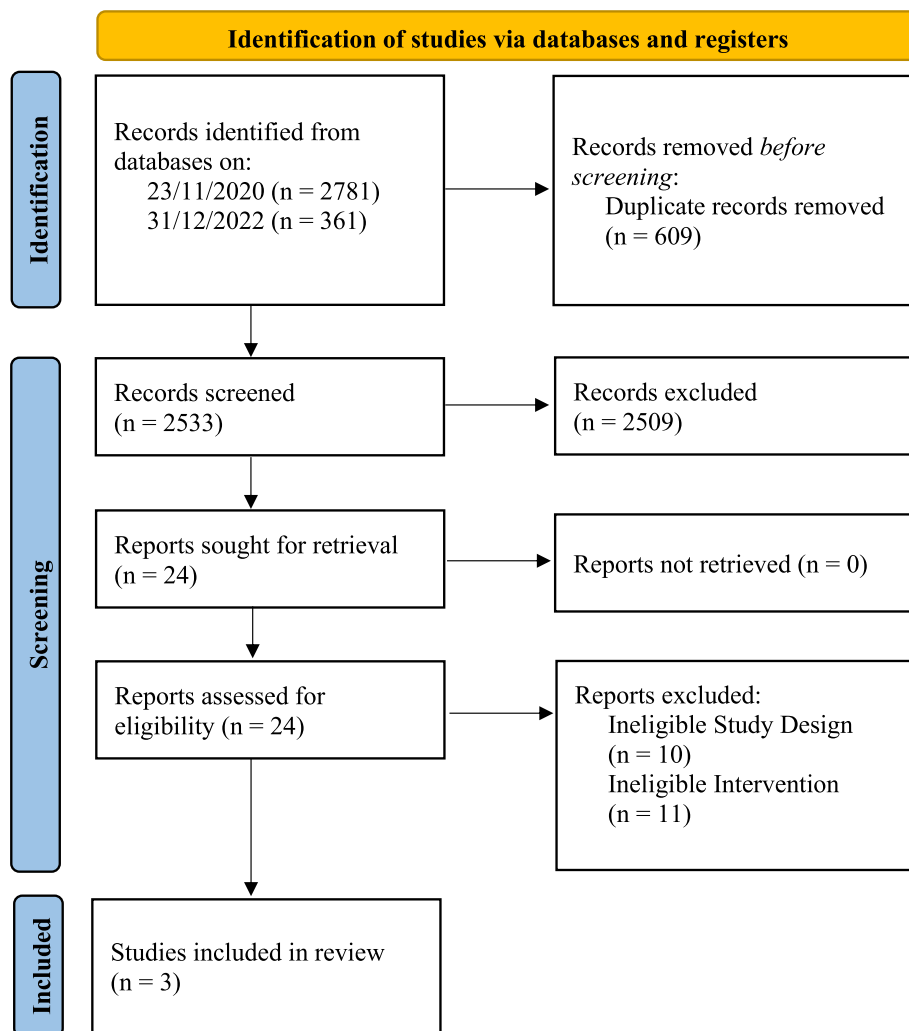 Identification of studies via databases and registers
Identification
Records identified from
databases on:
23/11/2020 (n = 2781)
31/12/2022 (n = 361)
Records removed before
screening:
Duplicate records removed
(n = 609)
Screening
Records screened
(n = 2533)
Records excluded
(n = 2509)
Reports sought for retrieval
(n = 24)
Reports not retrieved (n = 0)
Reports assessed for
eligibility (n = 24)
Reports excluded:
Ineligible Study Design
(n = 10)
Ineligible Intervention
(n = 11)
Included
Studies included in review
(n = 3)